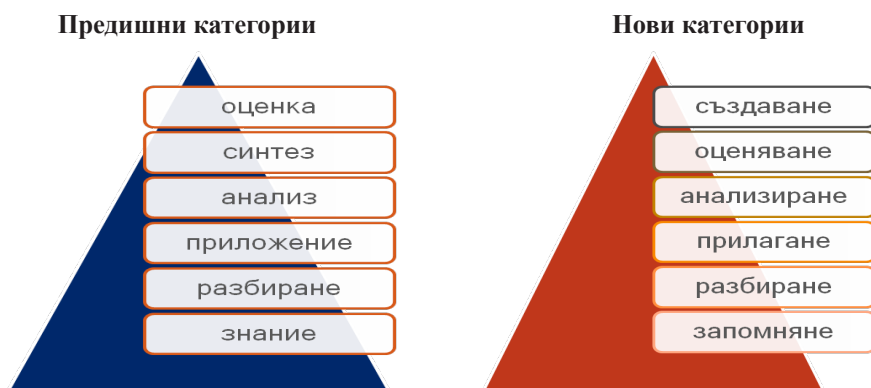 Предишни категории
оценка
синтез
анализ
приложение
разбиране
знание
Нови категории
създаване
оценяване
анализиране
прилагане
разбиране
запомняне